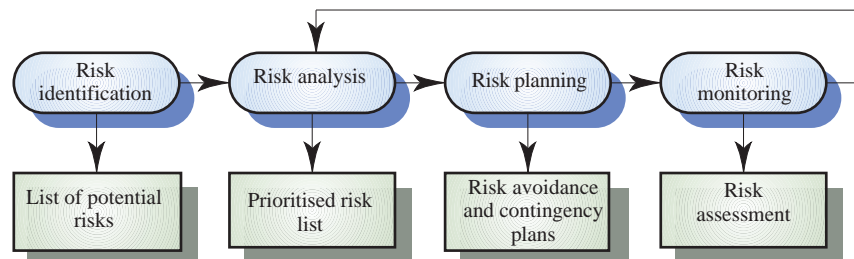 Risk
identification
Risk analysis
Risk planning
Risk
monitoring
List of potential
risks
Prioritised risk
list
Risk avoidance
and contingency
plans
Risk
assessment